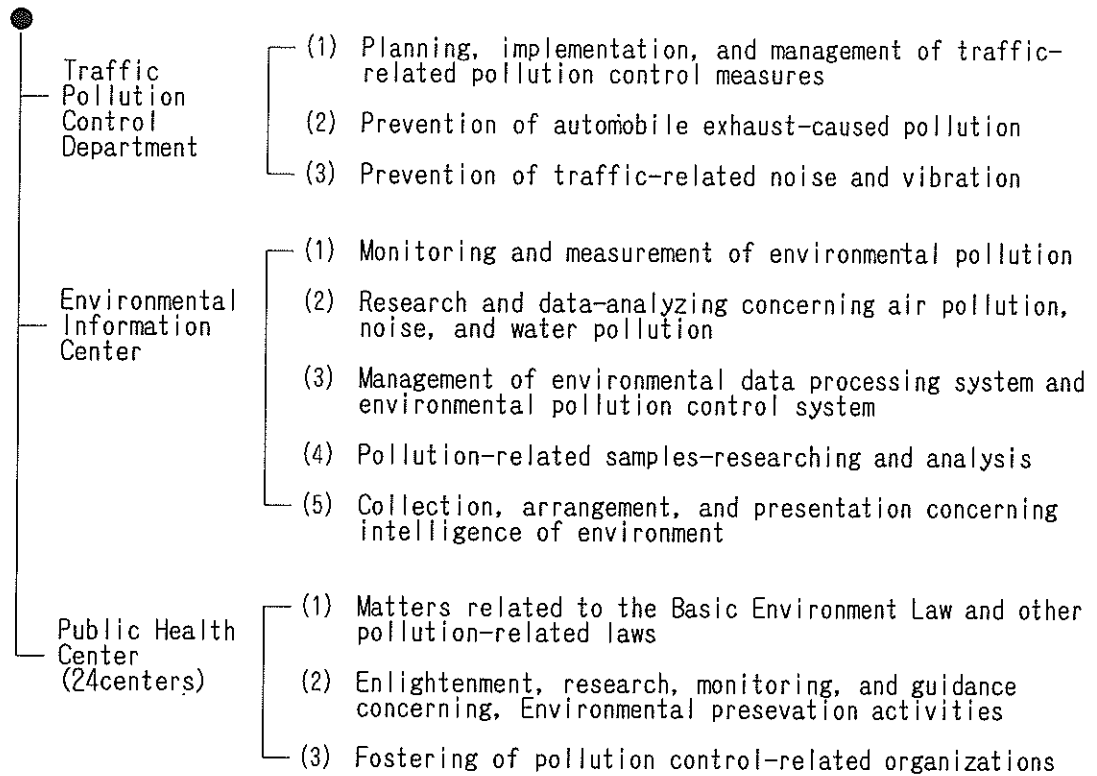 Traffic
Pollution
Control
Department
(1) Planning, implementation, and management of traffic-
related pollution control measures
(2) Prevention of automobile exhaust-caused pollution
(3) Prevention of traffic-related noise and vibration
Environmental
Information
Center
(1) Monitoring and measurement of environmental pollution
(2) Research and data-analyzing concerning air pollution,
noise, and water pollution
(3) Management of environmental data processing system and
environmental pollution control system
(4) Pollution-related samples-researching and analysis
(5) Collection, arrangement, and presentation concerning
intelligence of environment
Public Health
Center
(24centers)
(1) Matters related to the Basic Environment Law and other
pollution-related laws
(2) Enlightenment, research, monitoring, and guidance
concerning, Environmental presevation activities
(3) Fostering of pollution control-related organizations